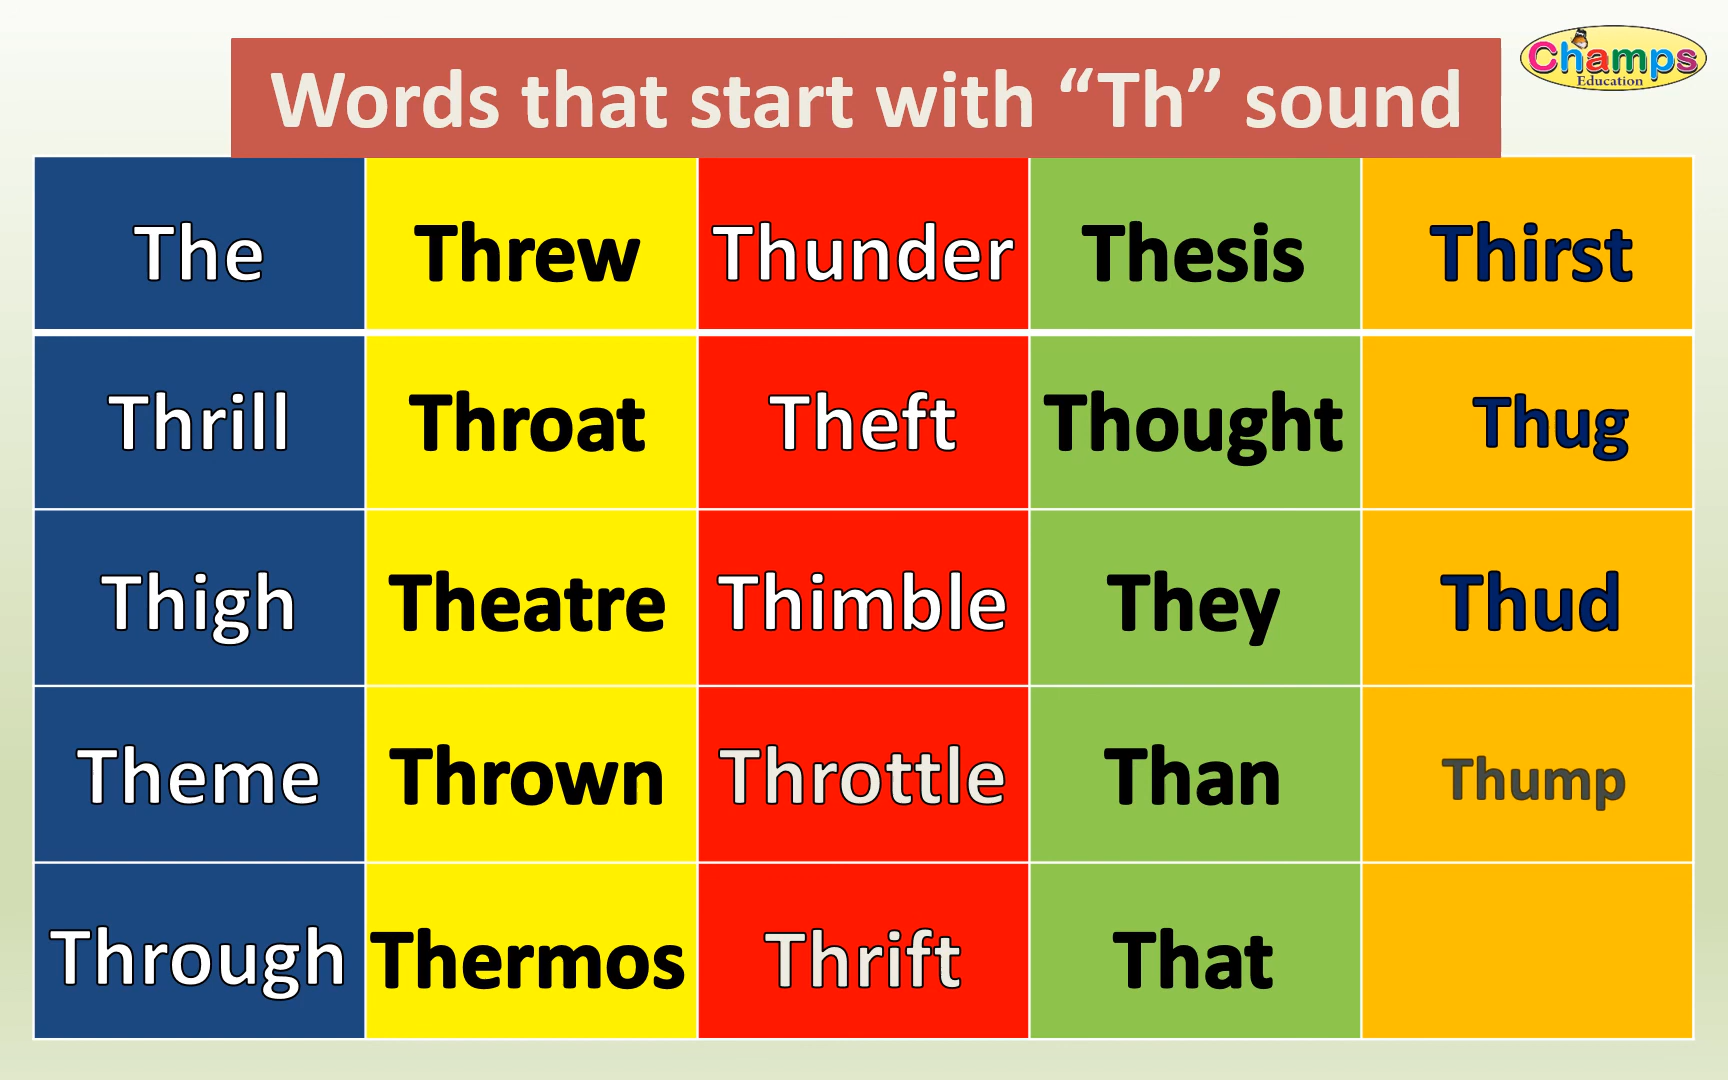 Champs
Education
Words that start with “Th” sound
The Threw Thunder Thesis Thirst
Thrill Throat Theft Thought Thug
Thigh Theatre Thimble They Thud
Theme Thrown Throttle Than Thump
Through Thermos Thrift That